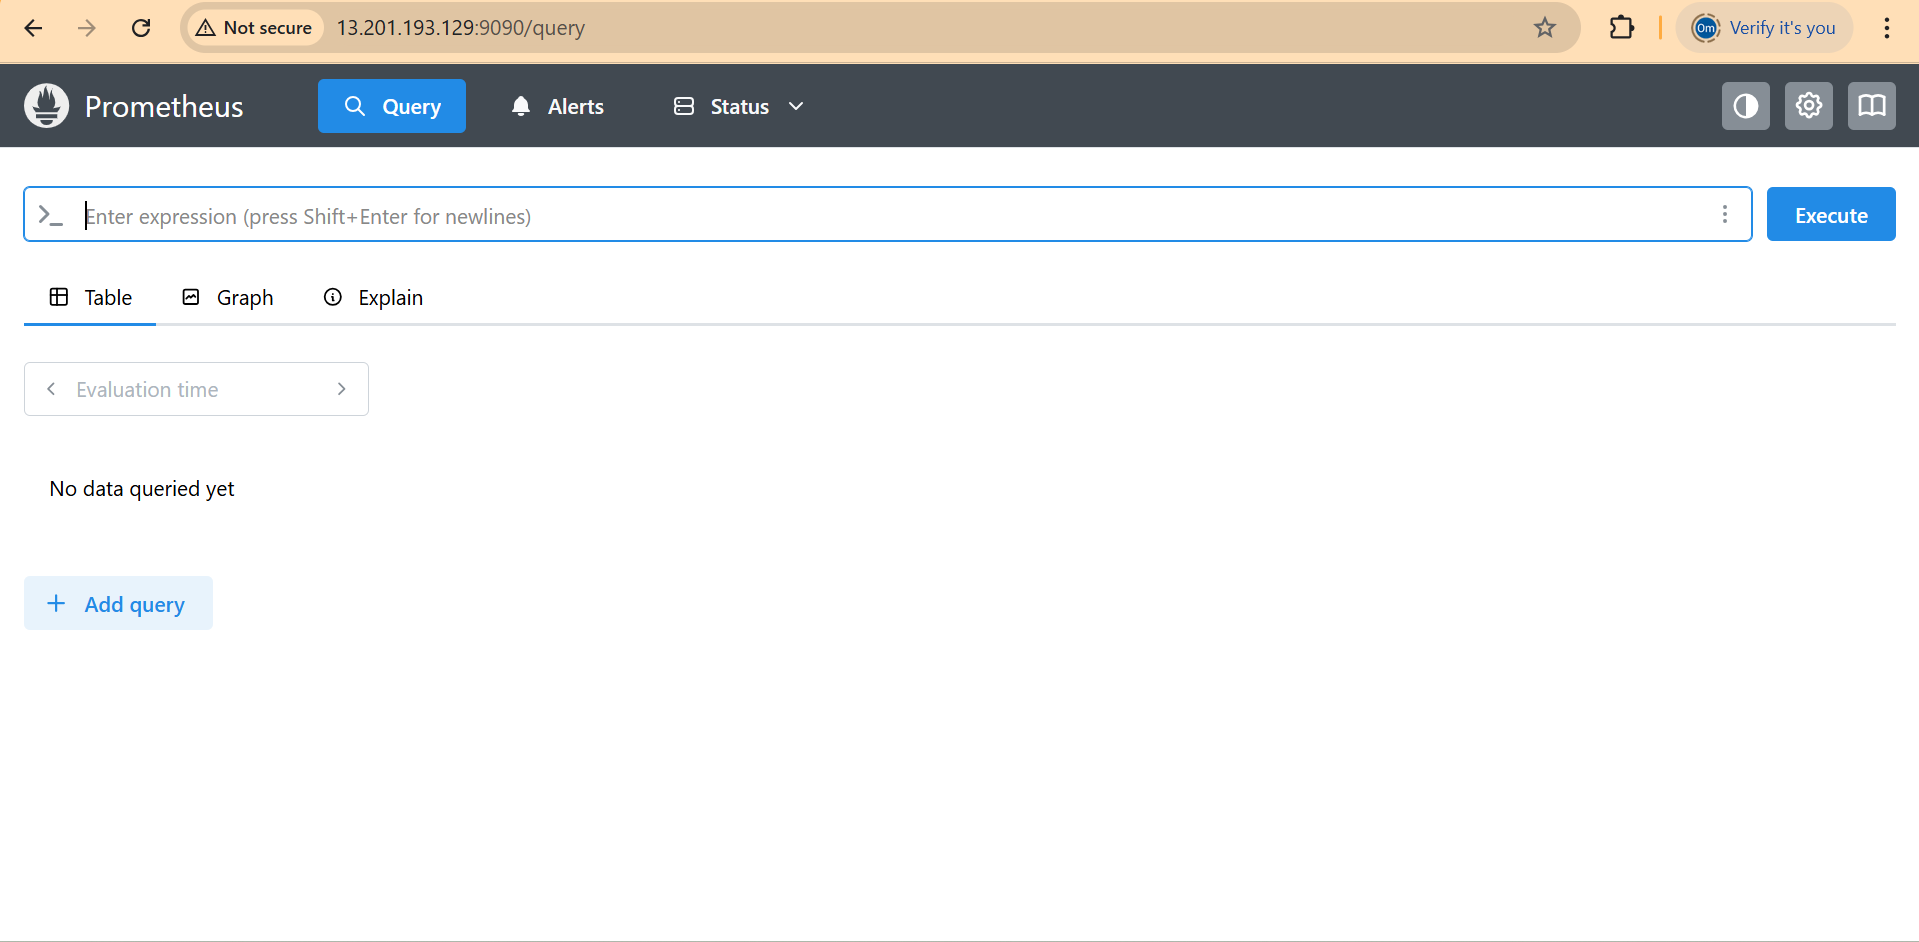 Not secure 13.201.193.129:9090/query Verify it's you
Om
Prometheus Query Alerts Status
Enter expression (press Shift+Enter for newlines) Execute
Table Graph Explain
Evaluation time
No data queried yet
Add query